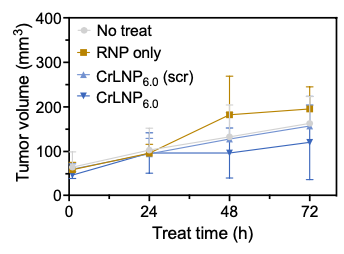 400
300
200
100
0
Tumor volume (mm³)
No treat
RNP only
CrLNP₆.₀ (scr)
CrLNP₆.₀
0 24 48 72
Treat time (h)